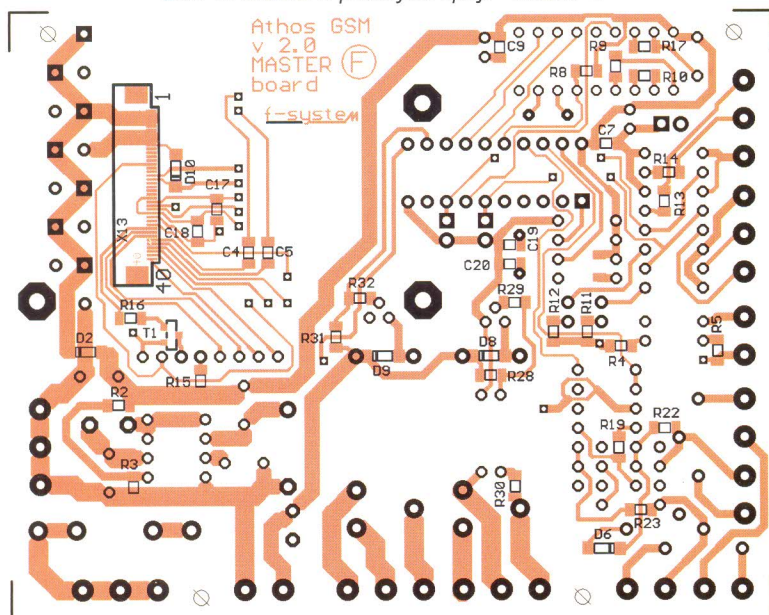 Athos GSM
v 2.0
MASTER F
board
f-system
C9
R9
R17
R8
R10
1
D10
C17
C7
R14
R13
X13
C18
C4
C5
C19
C20
40
40
R16
T1
R32
R29
R12
R11
R5
D2
R31
D9
D8
R4
R15
R28
R2
R22
R19
R3
R30
R23
D6